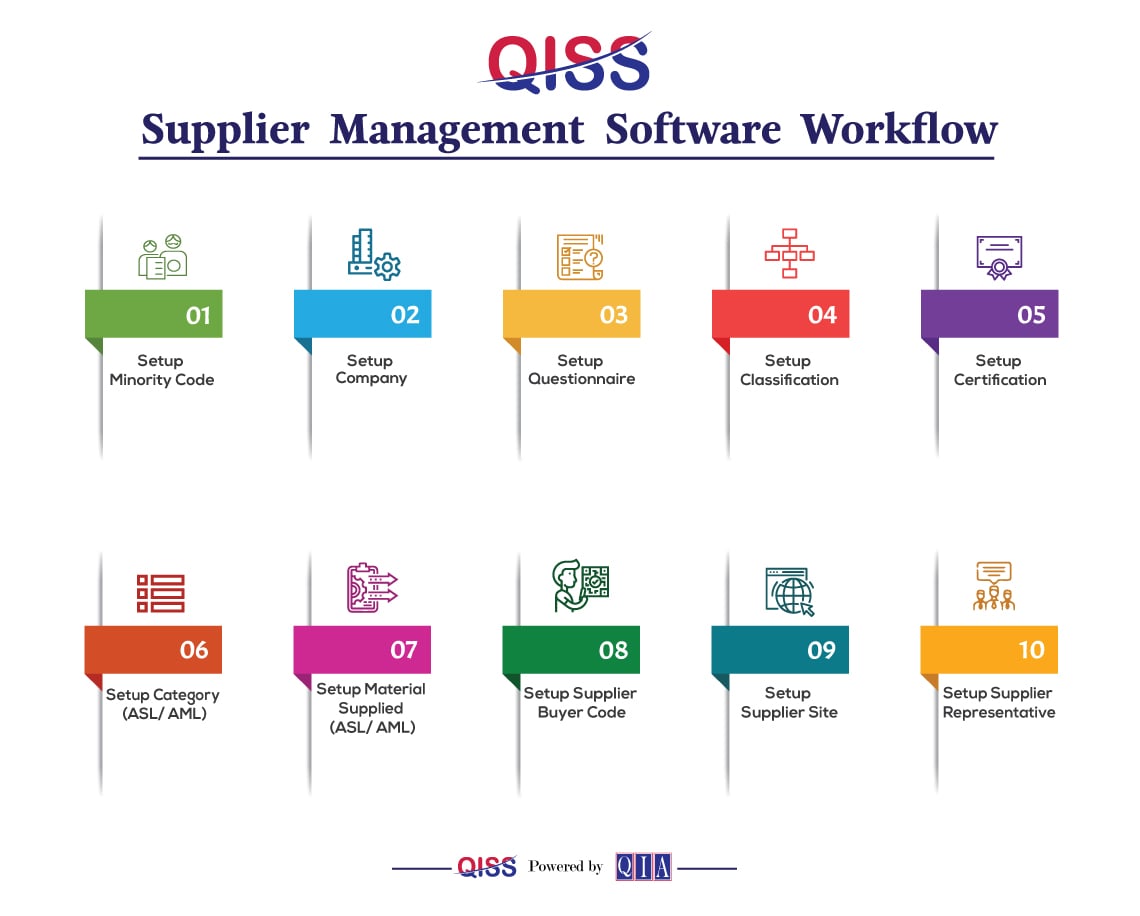 QISS
Supplier Management Software Workflow
01
Setup
Minority Code
02
Setup
Company
03
Setup
Questionnaire
04
Setup
Classification
05
Setup
Certification
06
Setup Category
(ASL/ AML)
07
Setup Material
Supplied
(ASL/ AML)
08
Setup Supplier
Buyer Code
09
Setup
Supplier Site
10
Setup Supplier
Representative
QISS Powered by QIA